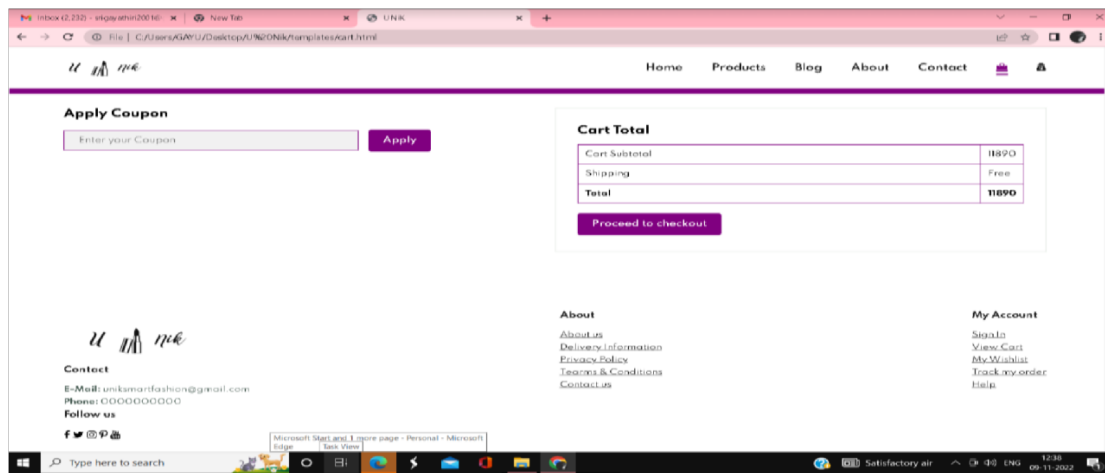 Inbox (2,232) - srigayathiri2001@
New Tab
UNIK
File | C:/Users/GAYU/Desktop/U%20Nik/templates/cart.html
U nik
Home Products Blog About Contact
Apply Coupon
Enter your Coupon Apply
Cart Total
Cart Subtotal 11890
Shipping Free
Total 11890
Proceed to checkout
U nik
Contact
E-Mail: uniksmartfashion@gmail.com
Phone: 0000000000
Follow us
About
About us
Delivery Information
Privacy Policy
Tearms & Conditions
Contact us
My Account
Sign In
View Cart
My Wishlist
Track my order
Help
Microsoft Start and 1 more page - Personal - Microsoft
Edge
Task View
Type here to search
Satisfactory air
ENG
12:38
09-11-2022